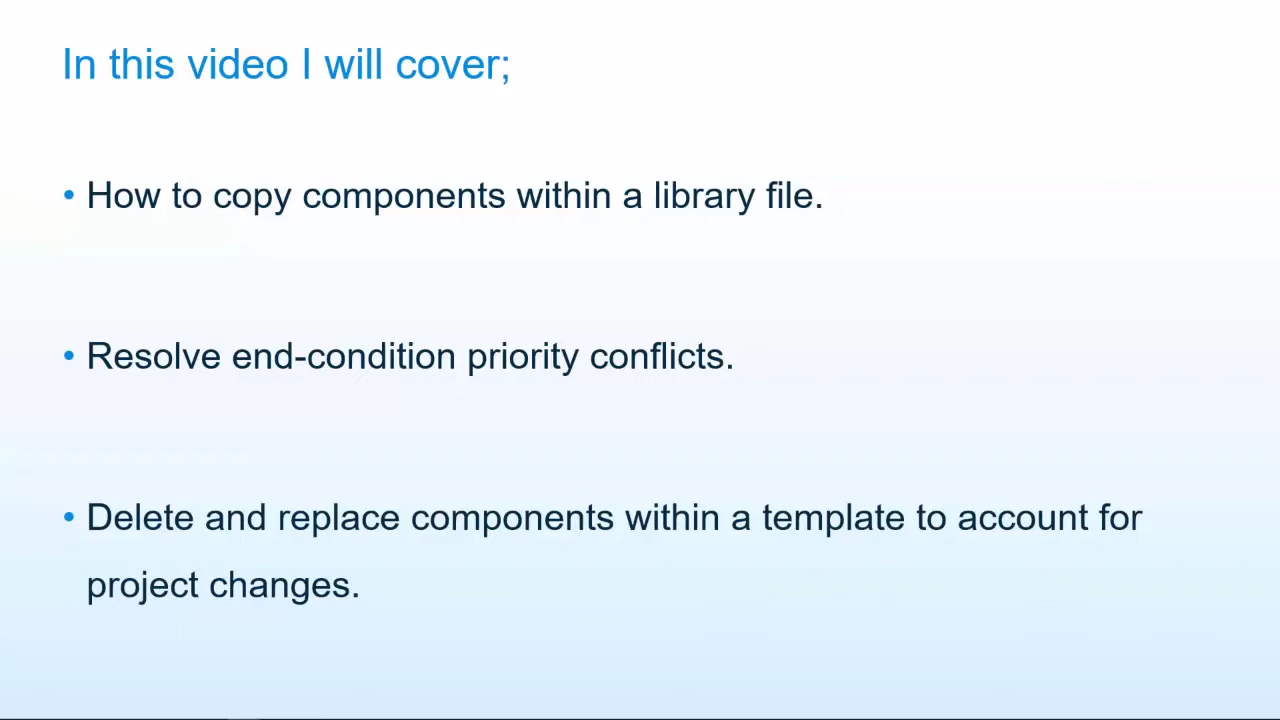 In this video I will cover;
• How to copy components within a library file.
• Resolve end-condition priority conflicts.
• Delete and replace components within a template to account for
project changes.